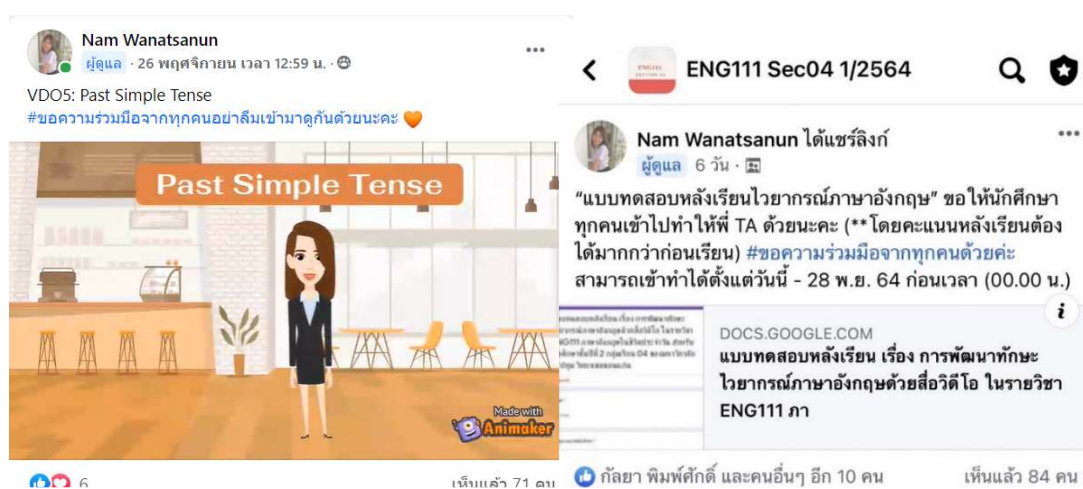 Nam Wanatsanun
ผู้ดูแล · 26 พฤศจิกายน เวลา 12:59 น. ·
VDO5: Past Simple Tense
#ขอความร่วมมือจากทุกคนอย่าลืมเข้ามาดูกันด้วยนะคะ 🧡
Past Simple Tense
Made with
Animaker
6
เห็นแล้ว 71 คน
ENG111
ENG111 Sec04 1/2564
Nam Wanatsanun ได้แชร์ลิงก์
ผู้ดูแล 6 วัน ·
“แบบทดสอบหลังเรียนไวยากรณ์ภาษาอังกฤษ” ขอให้นักศึกษา
ทุกคนเข้าไปทำให้พี่ TA ด้วยนะคะ (**โดยคะแนนหลังเรียนต้อง
ได้มากกว่าก่อนเรียน) #ขอความร่วมมือจากทุกคนด้วยค่ะ
สามารถเข้าทำได้ตั้งแต่วันนี้ - 28 พ.ย. 64 ก่อนเวลา (00.00 น.)
DOCS.GOOGLE.COM
แบบทดสอบหลังเรียน เรื่อง การพัฒนาทักษะ
ไวยากรณ์ภาษาอังกฤษด้วยสื่อวิดีโอ ในรายวิชา
ENG111 ภา
กัลยา พิมพ์ศักดิ์ และคนอื่นๆ อีก 10 คน
เห็นแล้ว 84 คน